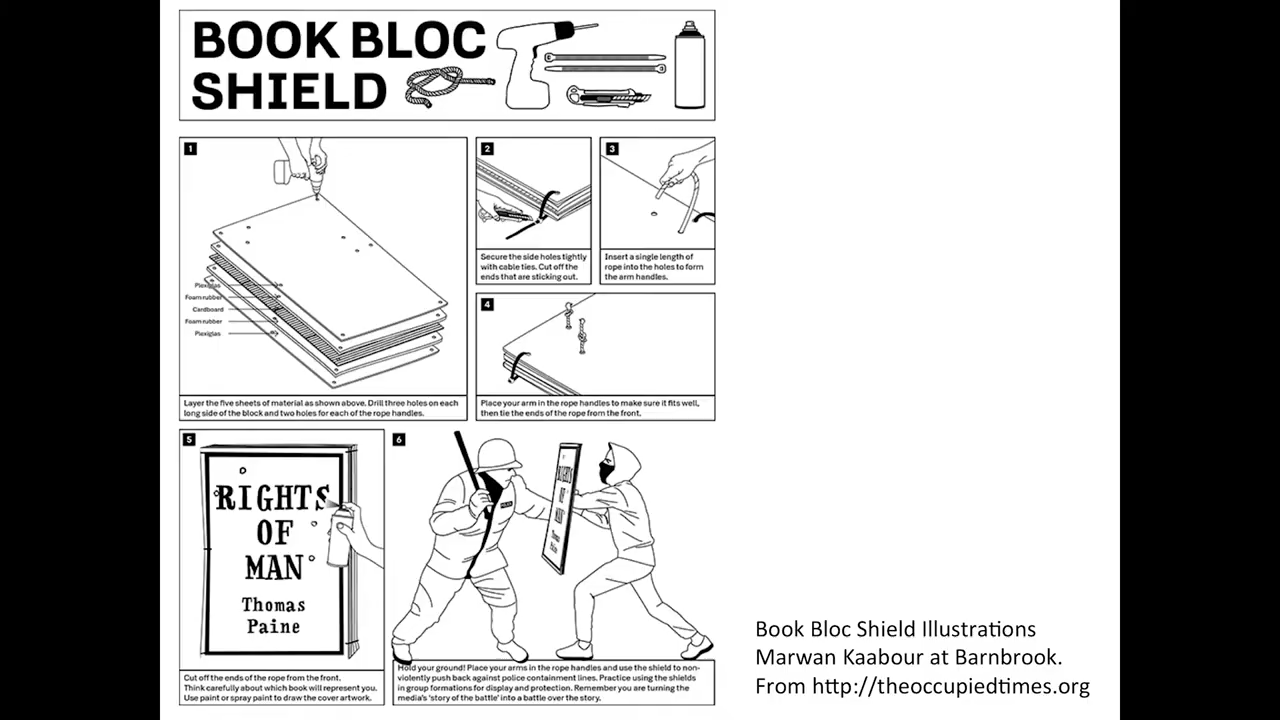 BOOK BLOC
SHIELD
1
Plexiglas
Foam rubber
Cardboard
Foam rubber
Plexiglas
Layer the five sheets of material as shown above. Drill three holes on each
long side of the block and two holes for each of the rope handles.
2
Secure the side holes tightly
with cable ties. Cut off the
ends that are sticking out.
3
Insert a single length of
rope into the holes to form
the arm handles.
4
Place your arm in the rope handles to make sure it fits well,
then tie the ends of the rope from the front.
5
RIGHTS
OF
MAN
Thomas
Paine
Cut off the ends of the rope from the front.
Think carefully about which book will represent you.
Use paint or spray paint to draw the cover artwork.
6
POLICE
RIGHTS
OF
MAN
Thomas
Paine
Hold your ground! Place your arms in the rope handles and use the shield to non-
violently push back against police containment lines. Practice using the shields
in group formations for display and protection. Remember you are turning the
media's 'story of the battle' into a battle over the story.
Book Bloc Shield Illustrations
Marwan Kaabour at Barnbrook.
From http://theoccupiedtimes.org